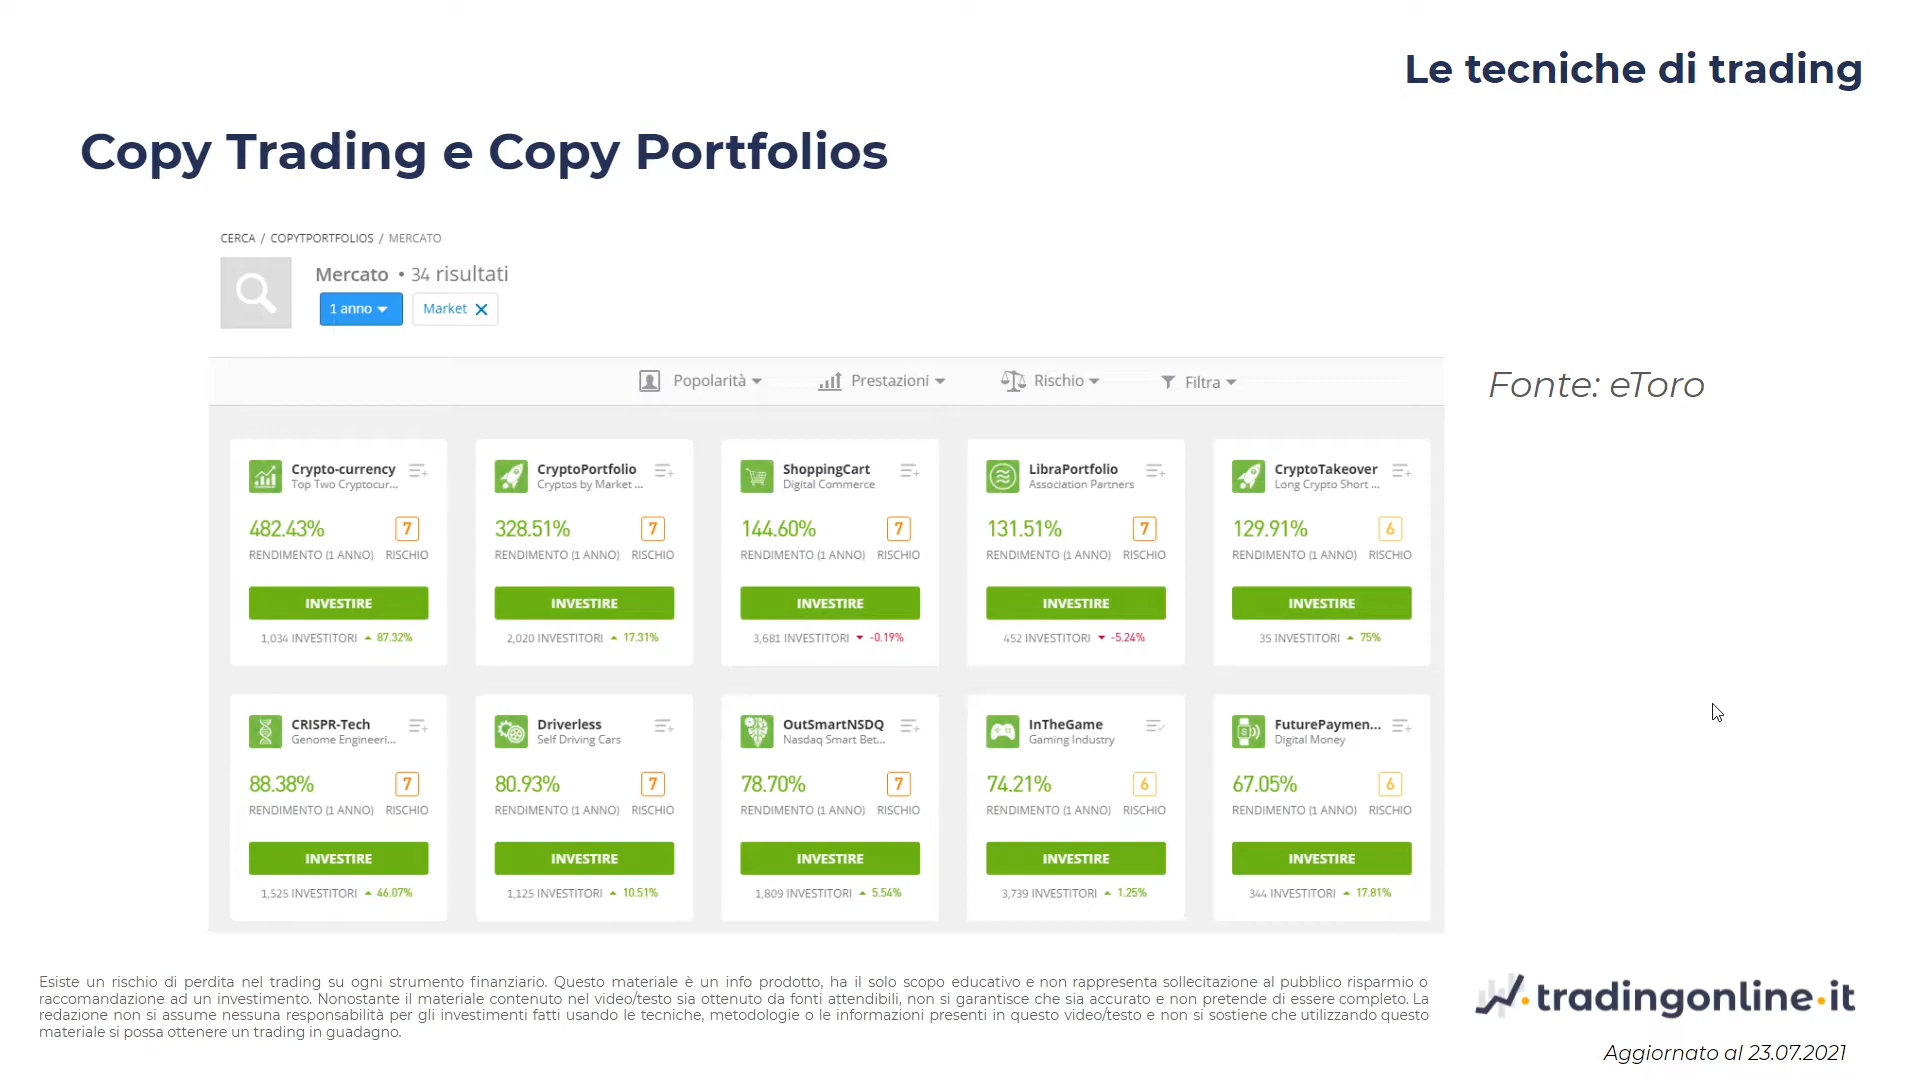 Le tecniche di trading
Copy Trading e Copy Portfolios
CERCA / COPYTPORTFOLIOS / MERCATO
Mercato • 34 risultati
1 anno
Market
Popolarità
Prestazioni
Rischio
Filtra
Fonte: eToro
Crypto-currency
Top Two Cryptocur...
482.43%
7
RENDIMENTO (1 ANNO) RISCHIO
INVESTIRE
1,034 INVESTITORI 87.32%
CryptoPortfolio
Cryptos by Market ...
328.51%
7
RENDIMENTO (1 ANNO) RISCHIO
INVESTIRE
2,020 INVESTITORI 17.31%
ShoppingCart
Digital Commerce
144.60%
7
RENDIMENTO (1 ANNO) RISCHIO
INVESTIRE
3,681 INVESTITORI -0.19%
LibraPortfolio
Association Partners
131.51%
7
RENDIMENTO (1 ANNO) RISCHIO
INVESTIRE
452 INVESTITORI -5.24%
CryptoTakeover
Long Crypto Short ...
129.91%
6
RENDIMENTO (1 ANNO) RISCHIO
INVESTIRE
35 INVESTITORI 75%
CRISPR-Tech
Genome Engineeri...
88.38%
7
RENDIMENTO (1 ANNO) RISCHIO
INVESTIRE
1,525 INVESTITORI 46.07%
Driverless
Self Driving Cars
80.93%
7
RENDIMENTO (1 ANNO) RISCHIO
INVESTIRE
1,125 INVESTITORI 10.51%
OutSmartNSDQ
Nasdaq Smart Bet...
78.70%
7
RENDIMENTO (1 ANNO) RISCHIO
INVESTIRE
1,809 INVESTITORI 5.54%
InTheGame
Gaming Industry
74.21%
6
RENDIMENTO (1 ANNO) RISCHIO
INVESTIRE
3,739 INVESTITORI 1.25%
FuturePaymen...
Digital Money
67.05%
6
RENDIMENTO (1 ANNO) RISCHIO
INVESTIRE
344 INVESTITORI 17.81%
Esiste un rischio di perdita nel trading su ogni strumento finanziario. Questo materiale è un info prodotto, ha il solo scopo educativo e non rappresenta sollecitazione al pubblico risparmio o
raccomandazione ad un investimento. Nonostante il materiale contenuto nel video/testo sia ottenuto da fonti attendibili, non si garantisce che sia accurato e non pretende di essere completo. La
redazione non si assume nessuna responsabilità per gli investimenti fatti usando le tecniche, metodologie o le informazioni presenti in questo video/testo e non si sostiene che utilizzando questo
materiale si possa ottenere un trading in guadagno.
tradingonline.it
Aggiornato al 23.07.2021